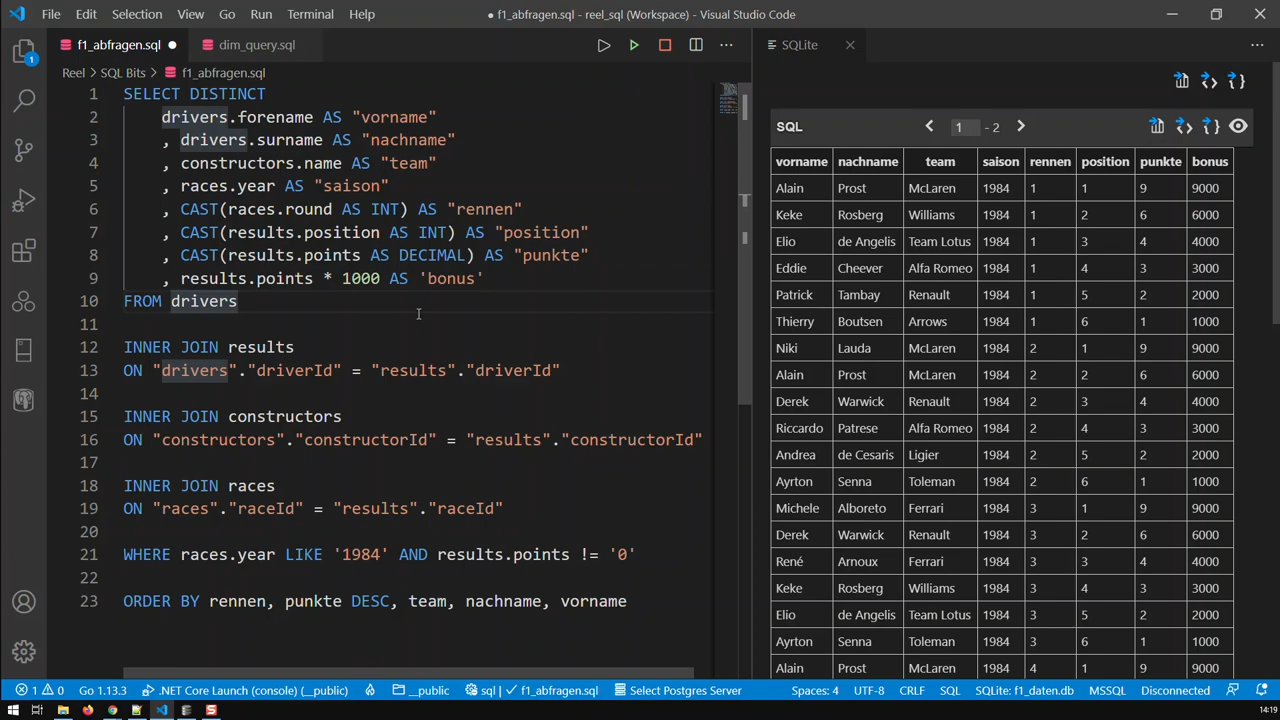 File Edit Selection View Go Run Terminal Help
● f1_abfragen.sql - reel_sql (Workspace) - Visual Studio Code
f1_abfragen.sql ●
dim_query.sql
SQLite
1
Reel > SQL Bits > f1_abfragen.sql
1 SELECT DISTINCT
2 drivers.forename AS "vorname"
3 , drivers.surname AS "nachname"
4 , constructors.name AS "team"
5 , races.year AS "saison"
6 , CAST(races.round AS INT) AS "rennen"
7 , CAST(results.position AS INT) AS "position"
8 , CAST(results.points AS DECIMAL) AS "punkte"
9 , results.points * 1000 AS 'bonus'
10 FROM drivers
11
12 INNER JOIN results
13 ON "drivers"."driverId" = "results"."driverId"
14
15 INNER JOIN constructors
16 ON "constructors"."constructorId" = "results"."constructorId"
17
18 INNER JOIN races
19 ON "races"."raceId" = "results"."raceId"
20
21 WHERE races.year LIKE '1984' AND results.points != '0'
22
23 ORDER BY rennen, punkte DESC, team, nachname, vorname
SQL < 1 - 2 >
vorname nachname team saison rennen position punkte bonus
Alain Prost McLaren 1984 1 1 9 9000
Keke Rosberg Williams 1984 1 2 6 6000
Elio de Angelis Team Lotus 1984 1 3 4 4000
Eddie Cheever Alfa Romeo 1984 1 4 3 3000
Patrick Tambay Renault 1984 1 5 2 2000
Thierry Boutsen Arrows 1984 1 6 1 1000
Niki Lauda McLaren 1984 2 1 9 9000
Alain Prost McLaren 1984 2 2 6 6000
Derek Warwick Renault 1984 2 3 4 4000
Riccardo Patrese Alfa Romeo 1984 2 4 3 3000
Andrea de Cesaris Ligier 1984 2 5 2 2000
Ayrton Senna Toleman 1984 2 6 1 1000
Michele Alboreto Ferrari 1984 3 1 9 9000
Derek Warwick Renault 1984 3 2 6 6000
René Arnoux Ferrari 1984 3 3 4 4000
Keke Rosberg Williams 1984 3 4 3 3000
Elio de Angelis Team Lotus 1984 3 5 2 2000
Ayrton Senna Toleman 1984 3 6 1 1000
Alain Prost McLaren 1984 4 1 9 9000
1 0 Go 1.13.3 .NET Core Launch (console) (__public) __public sql | ✓ f1_abfragen.sql Select Postgres Server Spaces: 4 UTF-8 CRLF SQL SQLite: f1_daten.db MSSQL Disconnected
14:19